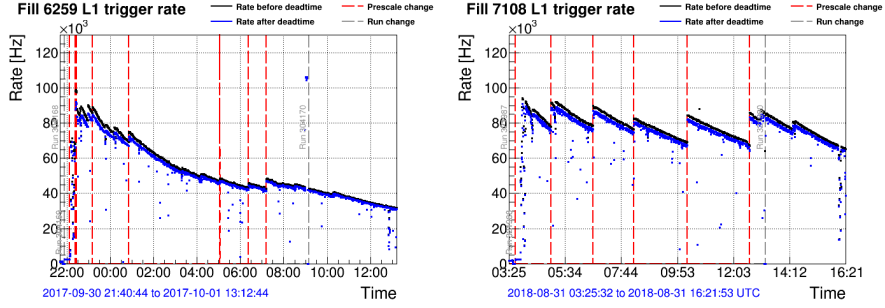 Fill 6259 L1 trigger rate
Rate before deadtime
Rate after deadtime
Prescale change
Run change
×10³
Rate [Hz]
120
100
80
60
40
20
0
Run 304170
22:00 00:00 02:00 04:00 06:00 08:00 10:00 12:00
2017-09-30 21:40:44 to 2017-10-01 13:12:44
Time
Fill 7108 L1 trigger rate
Rate before deadtime
Rate after deadtime
Prescale change
Run change
×10³
Rate [Hz]
120
100
80
60
40
20
0
03:25 05:34 07:44 09:53 12:03 14:12 16:21
2018-08-31 03:25:32 to 2018-08-31 16:21:53 UTC
Time